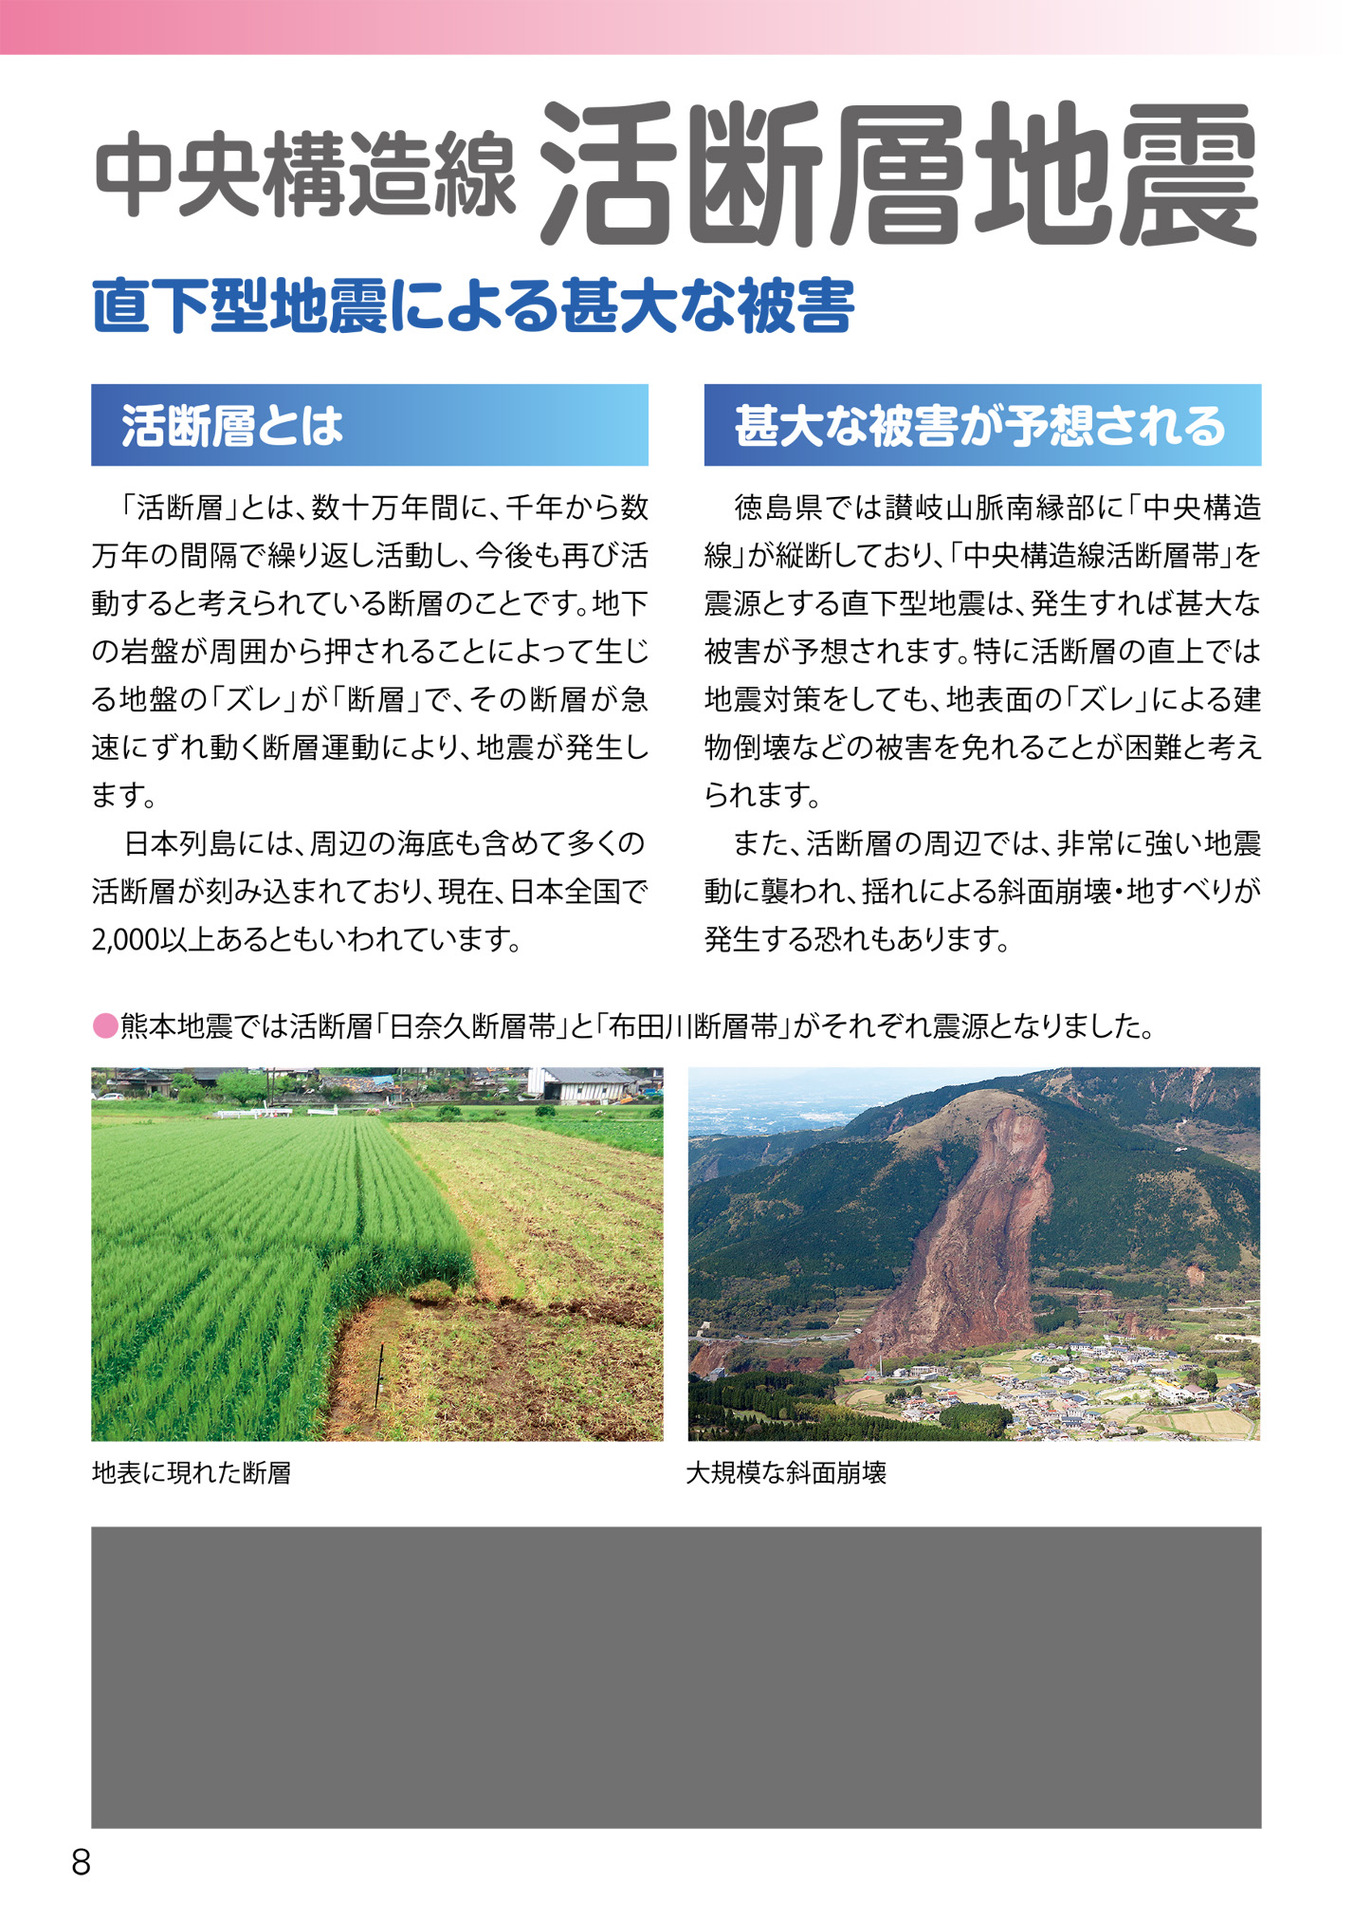 中央構造線 活断層地震
直下型地震による甚大な被害
活断層とは
「活断層」とは、数十万年間に、千年から数
万年の間隔で繰り返し活動し、今後も再び活
動すると考えられている断層のことです。地下
の岩盤が周囲から押されることによって生じ
る地盤の「ズレ」が「断層」で、その断層が急
速にずれ動く断層運動により、地震が発生し
ます。
日本列島には、周辺の海底も含めて多くの
活断層が刻み込まれており、現在、日本全国で
2,000以上あるともいわれています。
甚大な被害が予想される
徳島県では讃岐山脈南縁部に「中央構造
線」が縦断しており、「中央構造線活断層帯」を
震源とする直下型地震は、発生すれば甚大な
被害が予想されます。特に活断層の直上では
地震対策をしても、地表面の「ズレ」による建
物倒壊などの被害を免れることが困難と考え
られます。
また、活断層の周辺では、非常に強い地震
動に襲われ、揺れによる斜面崩壊・地すべりが
発生する恐れもあります。
●熊本地震では活断層「日奈久断層帯」と「布田川断層帯」がそれぞれ震源となりました。
地表に現れた断層
大規模な斜面崩壊
8